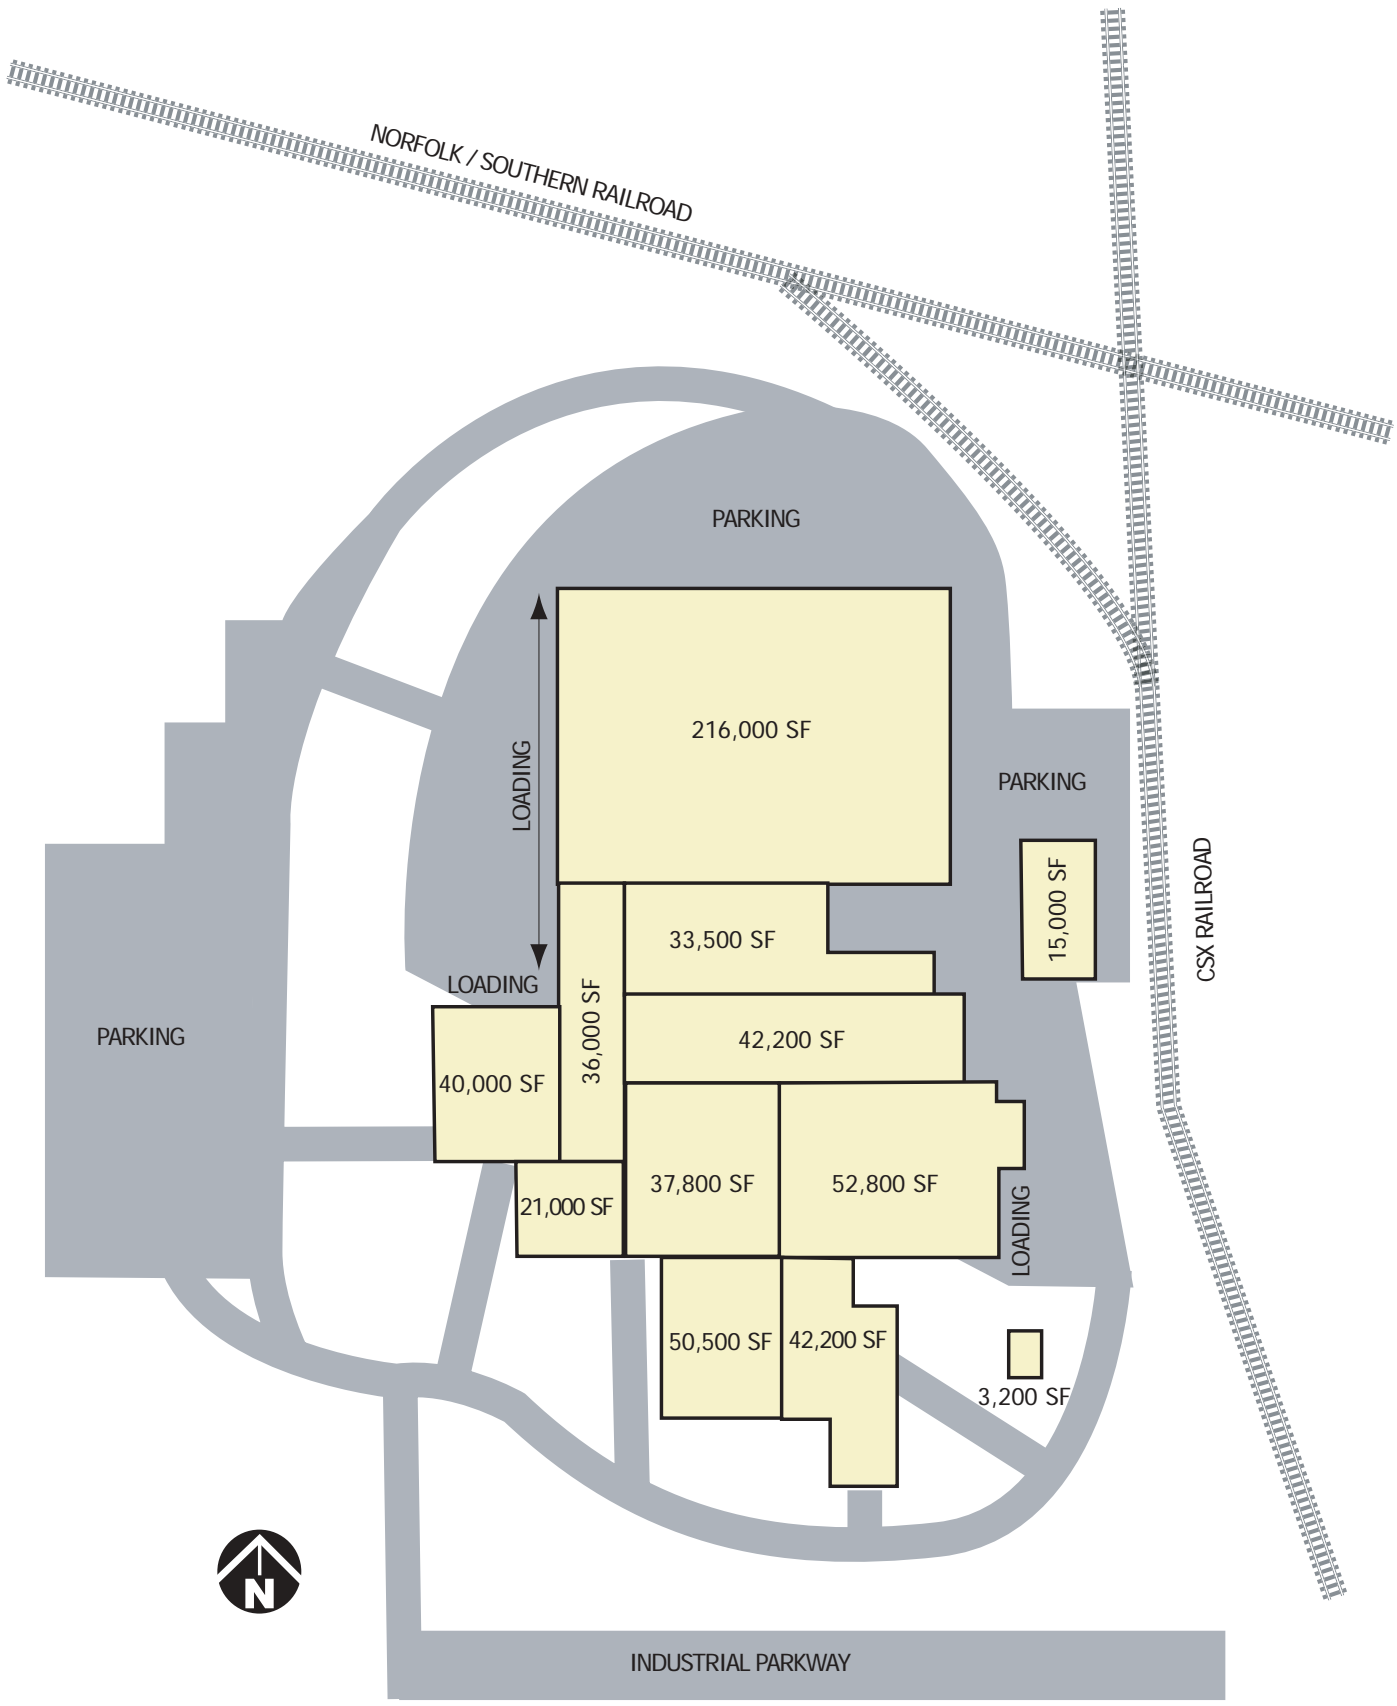 NORFOLK / SOUTHERN RAILROAD
PARKING
216,000 SF
LOADING
PARKING
15,000 SF
CSX RAILROAD
33,500 SF
LOADING
36,000 SF
PARKING
42,200 SF
40,000 SF
37,800 SF
52,800 SF
21,000 SF
LOADING
50,500 SF
42,200 SF
3,200 SF
N
INDUSTRIAL PARKWAY